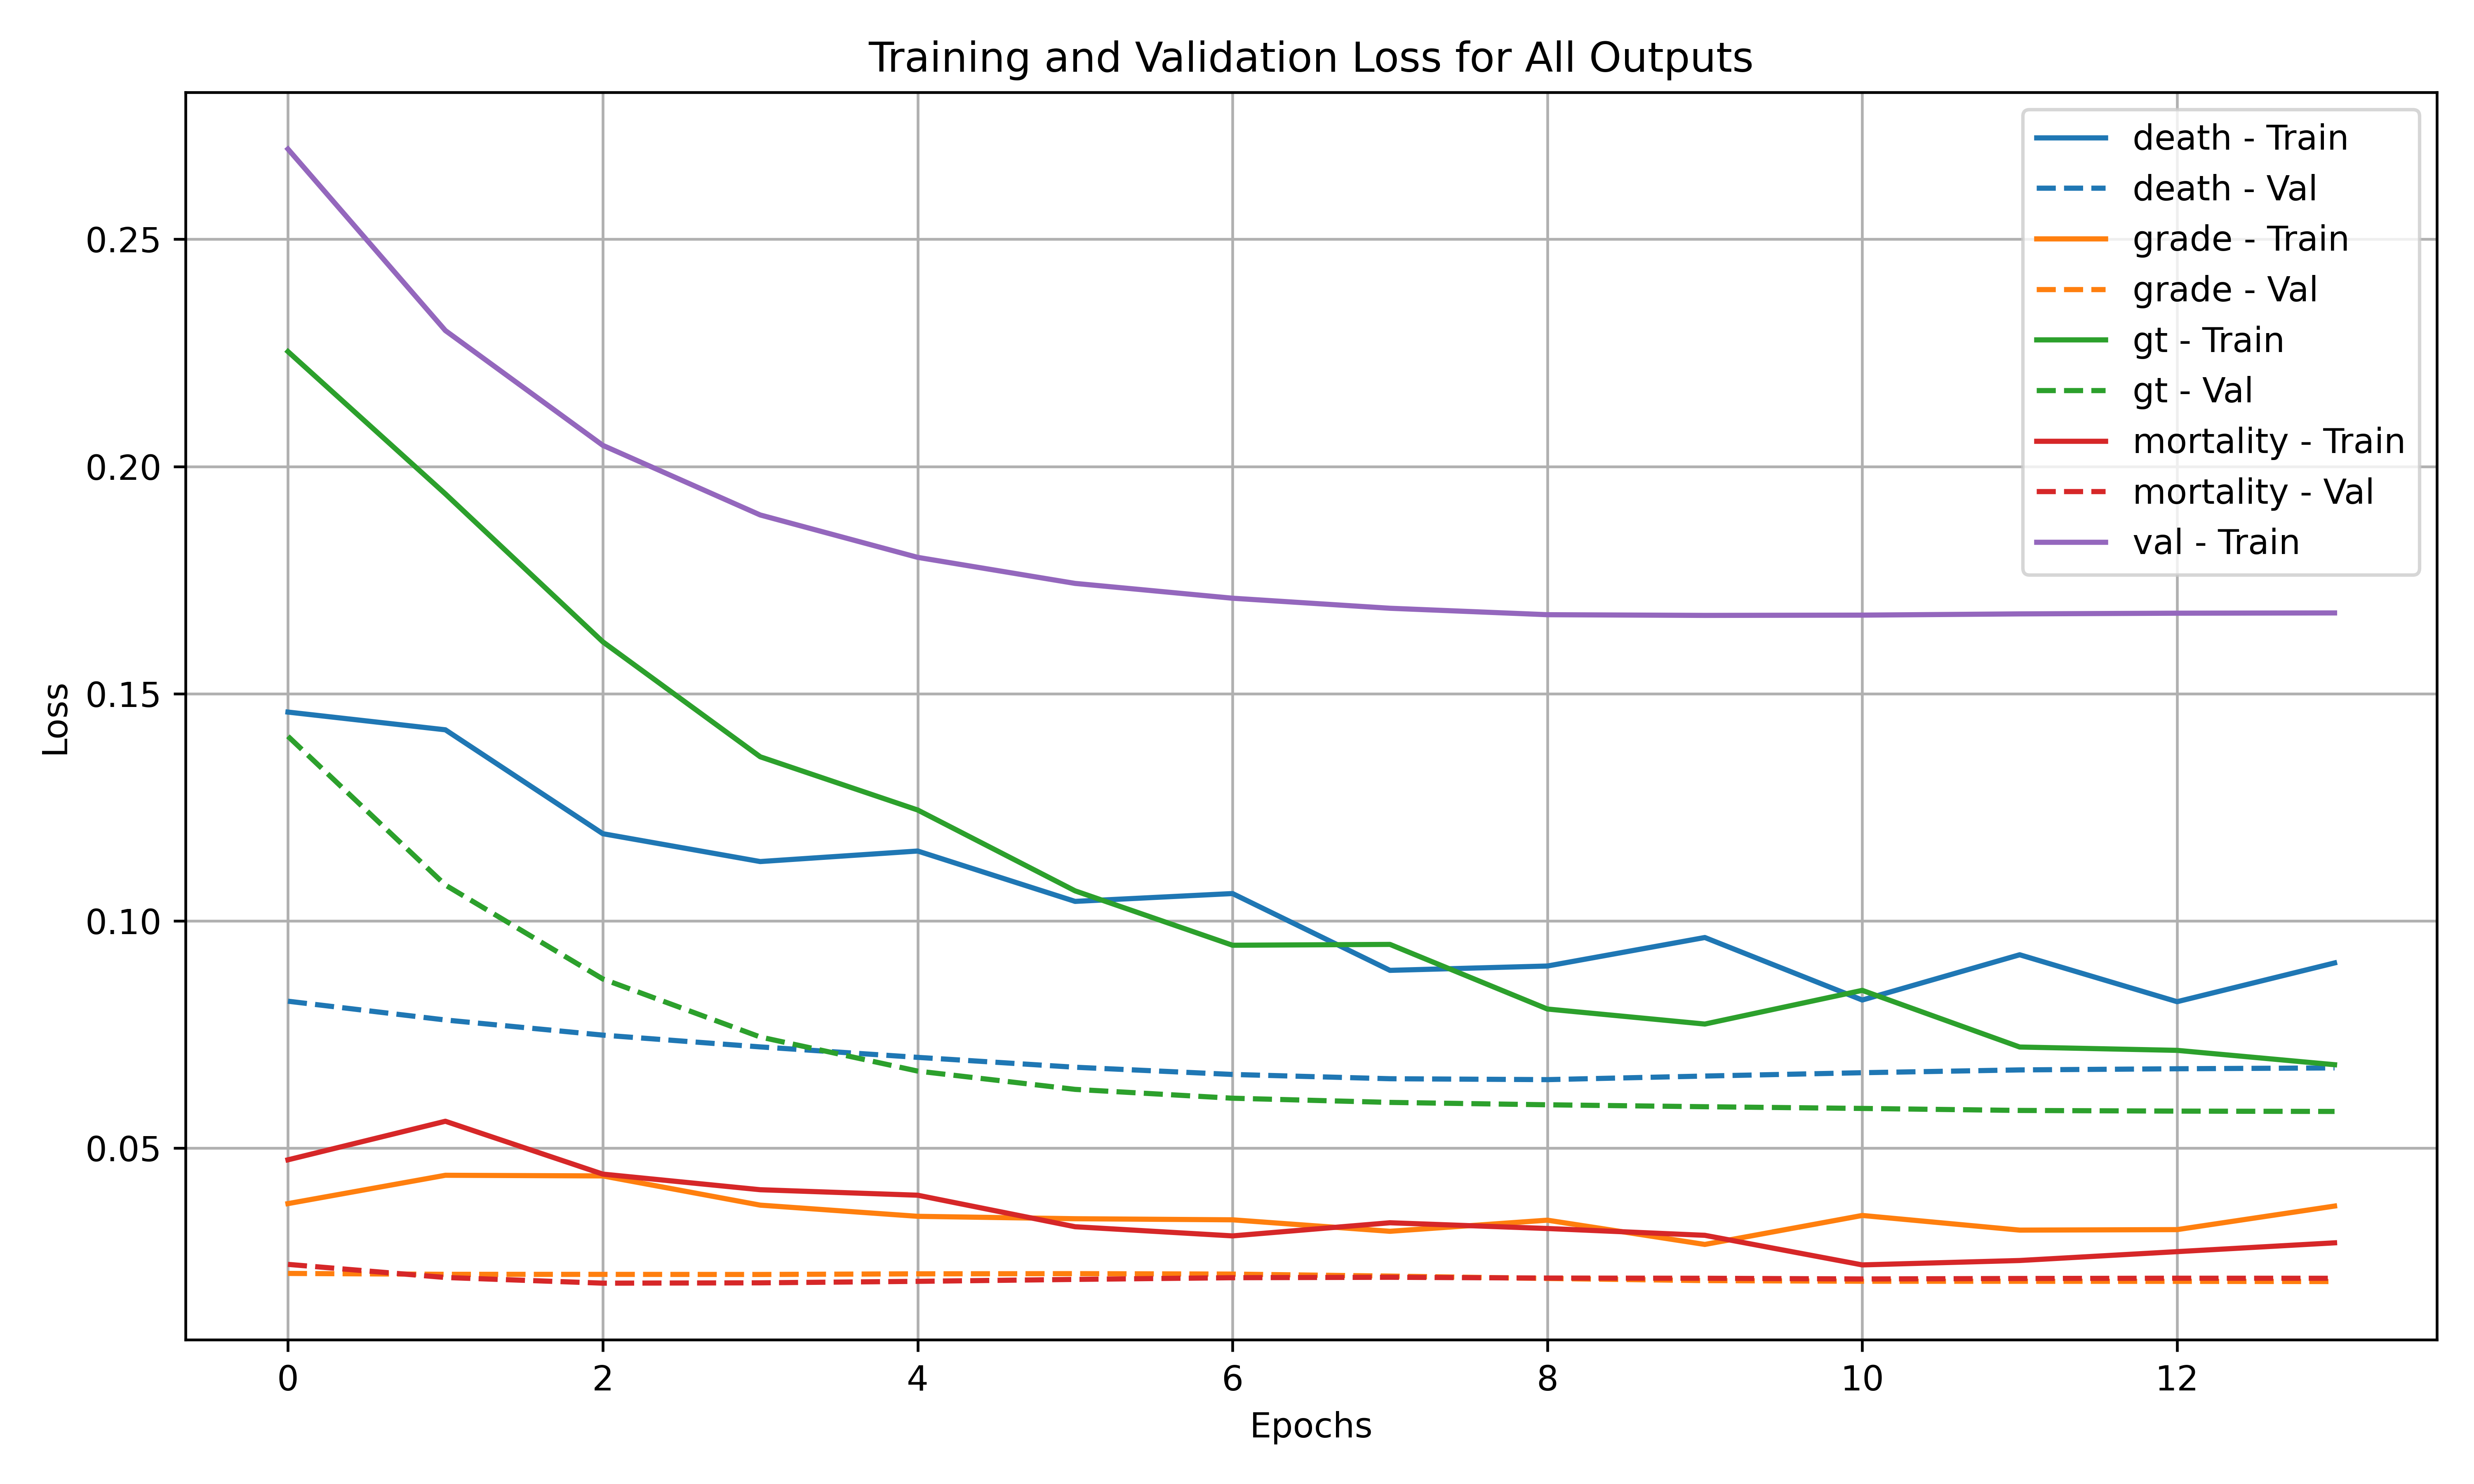 Training and Validation Loss for All Outputs
death - Train
death - Val
grade - Train
grade - Val
gt - Train
gt - Val
mortality - Train
mortality - Val
val - Train
0.25
0.20
0.15
0.10
0.05
Loss
0 2 4 6 8 10 12
Epochs